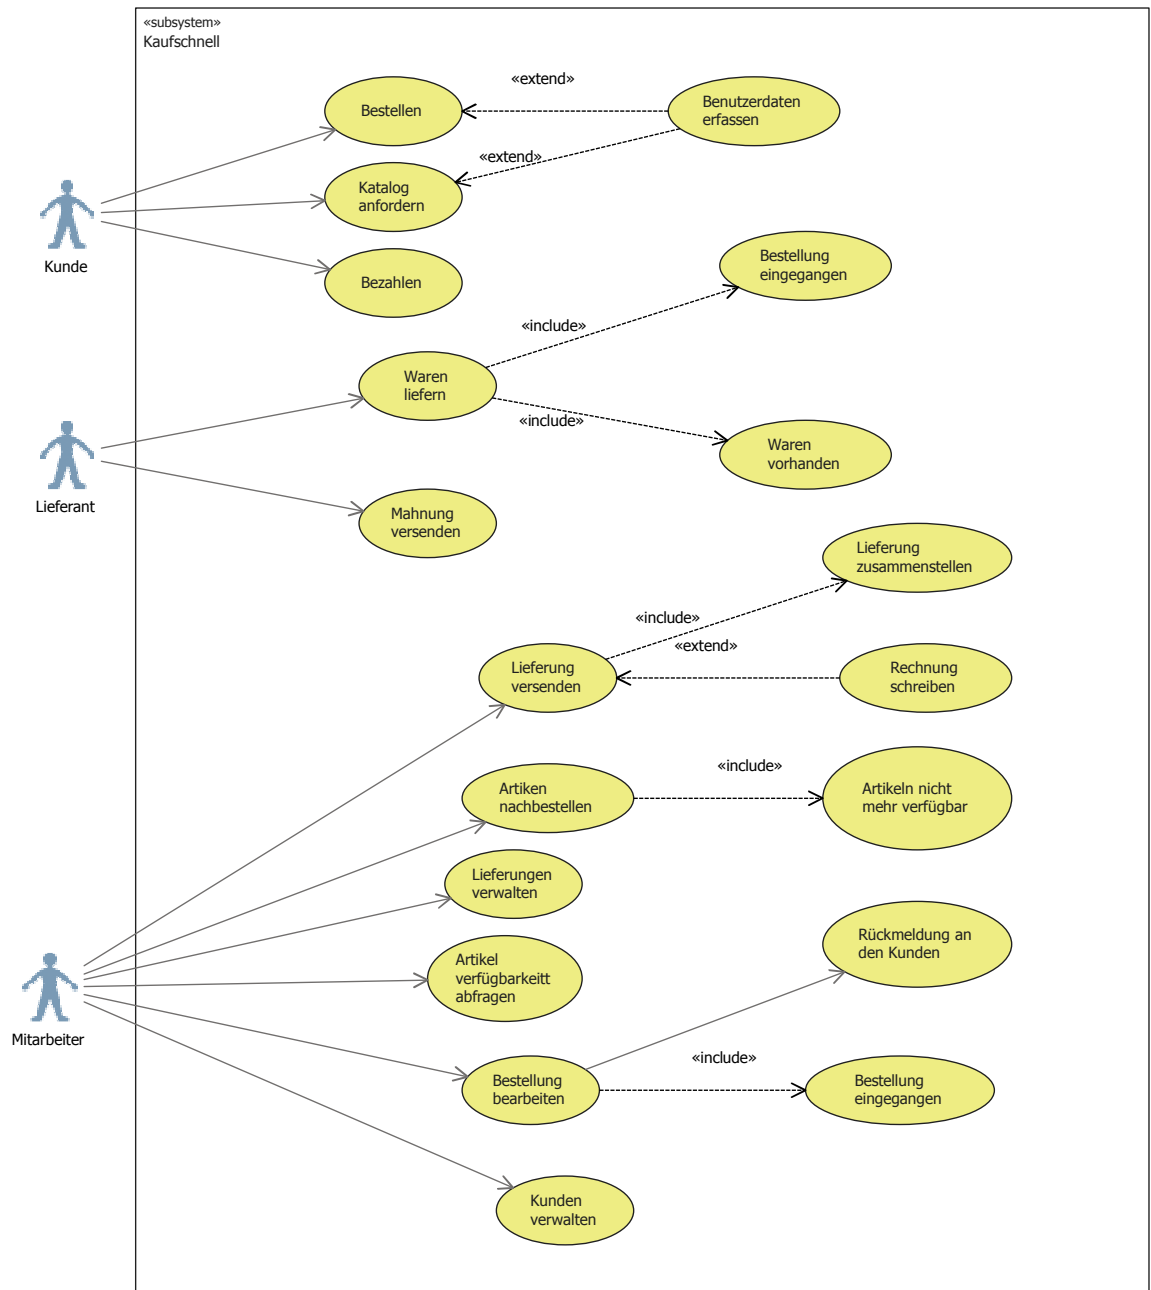 «subsystem»
Kaufschnell
«extend»
Bestellen
Benutzerdaten
erfassen
«extend»
Katalog
anfordern
Kunde
Bezahlen
Bestellung
eingegangen
«include»
Waren
liefern
«include»
Waren
vorhanden
Lieferant
Mahnung
versenden
Lieferung
zusammenstellen
«include»
«extend»
Lieferung
versenden
Rechnung
schreiben
«include»
Artiken
nachbestellen
Artikeln nicht
mehr verfügbar
Lieferungen
verwalten
Rückmeldung an
den Kunden
Artikel
verfügbarkeitt
abfragen
Mitarbeiter
«include»
Bestellung
bearbeiten
Bestellung
eingegangen
Kunden
verwalten